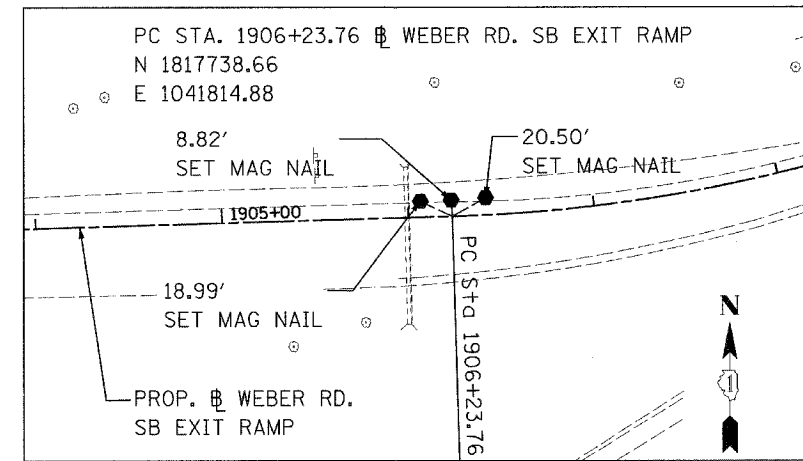 PC STA. 1906+23.76 ⅊ WEBER RD. SB EXIT RAMP
N 1817738.66
E 1041814.88
8.82'
SET MAG NAIL
20.50'
SET MAG NAIL
1905+00
18.99'
SET MAG NAIL
PC Sta 1906+23.76
N
1
PROP. ⅊ WEBER RD.
SB EXIT RAMP